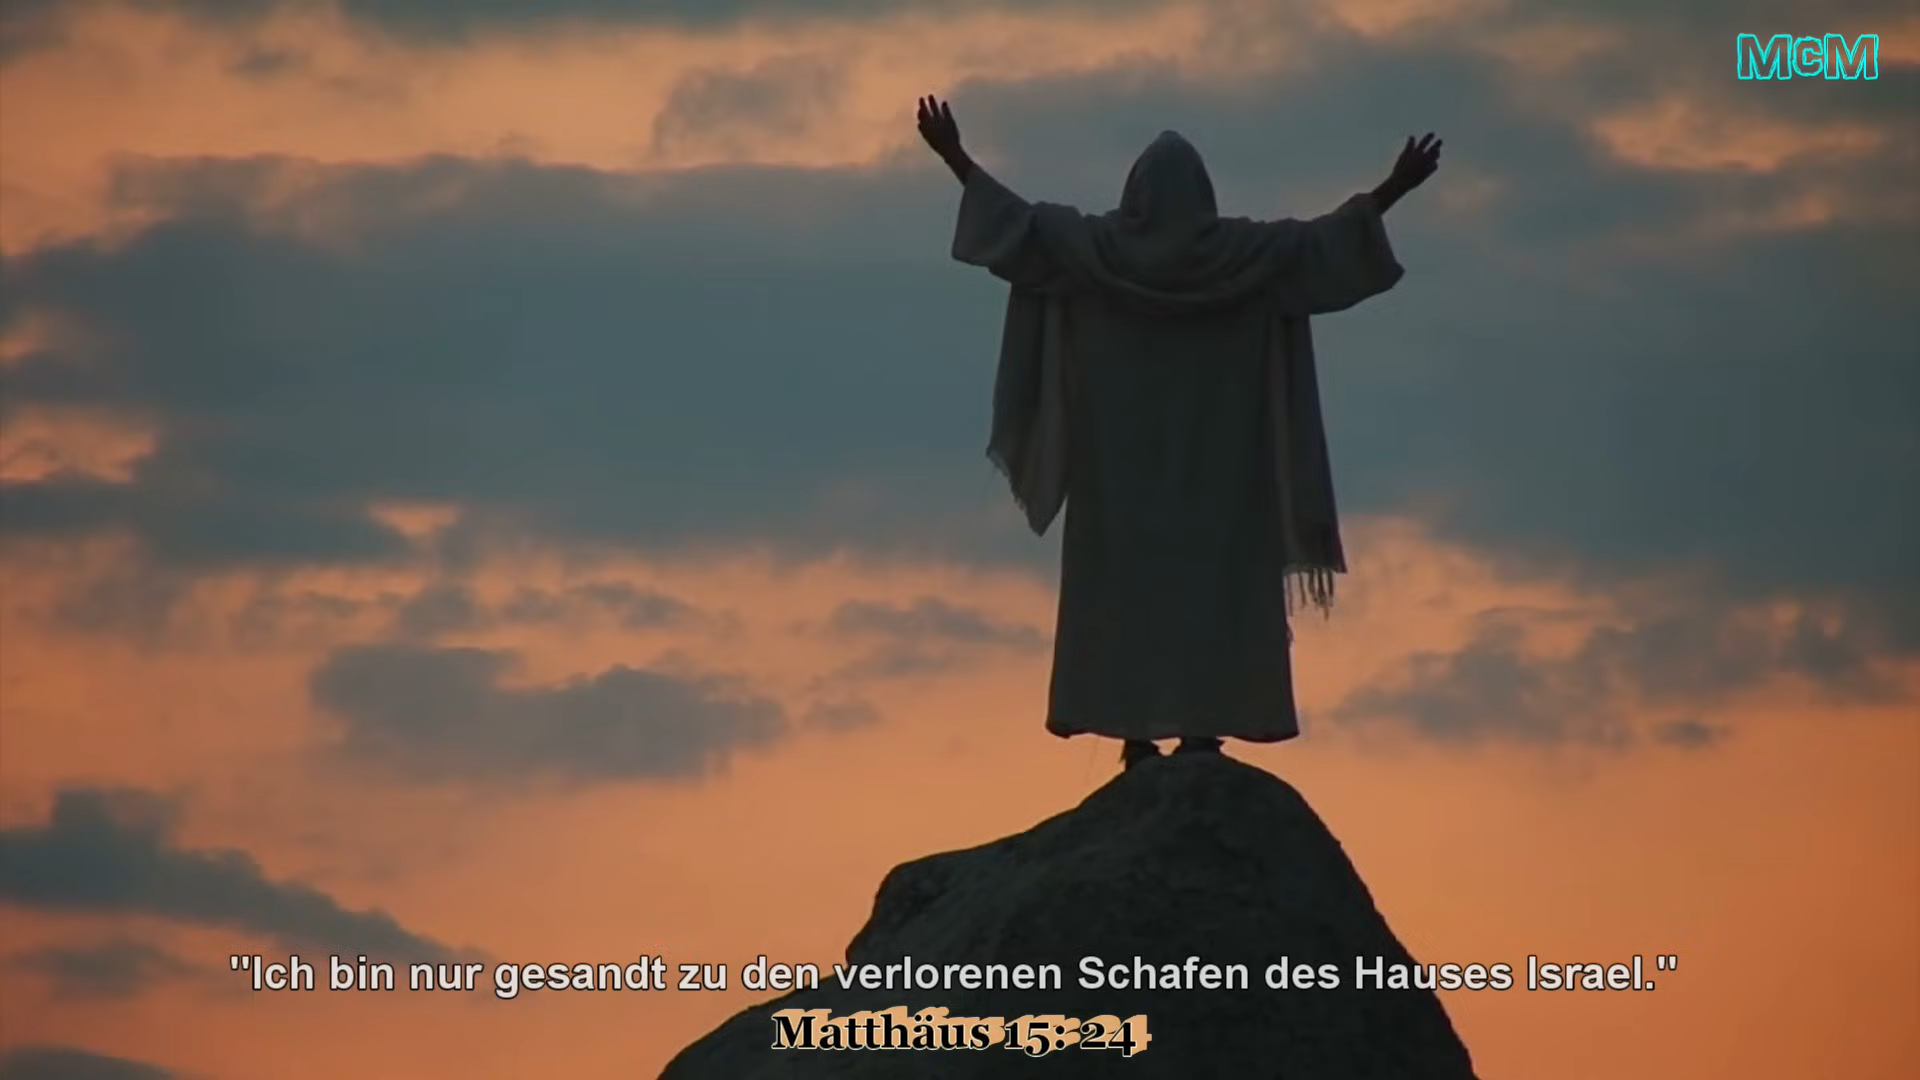 McM
"Ich bin nur gesandt zu den verlorenen Schafen des Hauses Israel."
Matthäus 15: 24